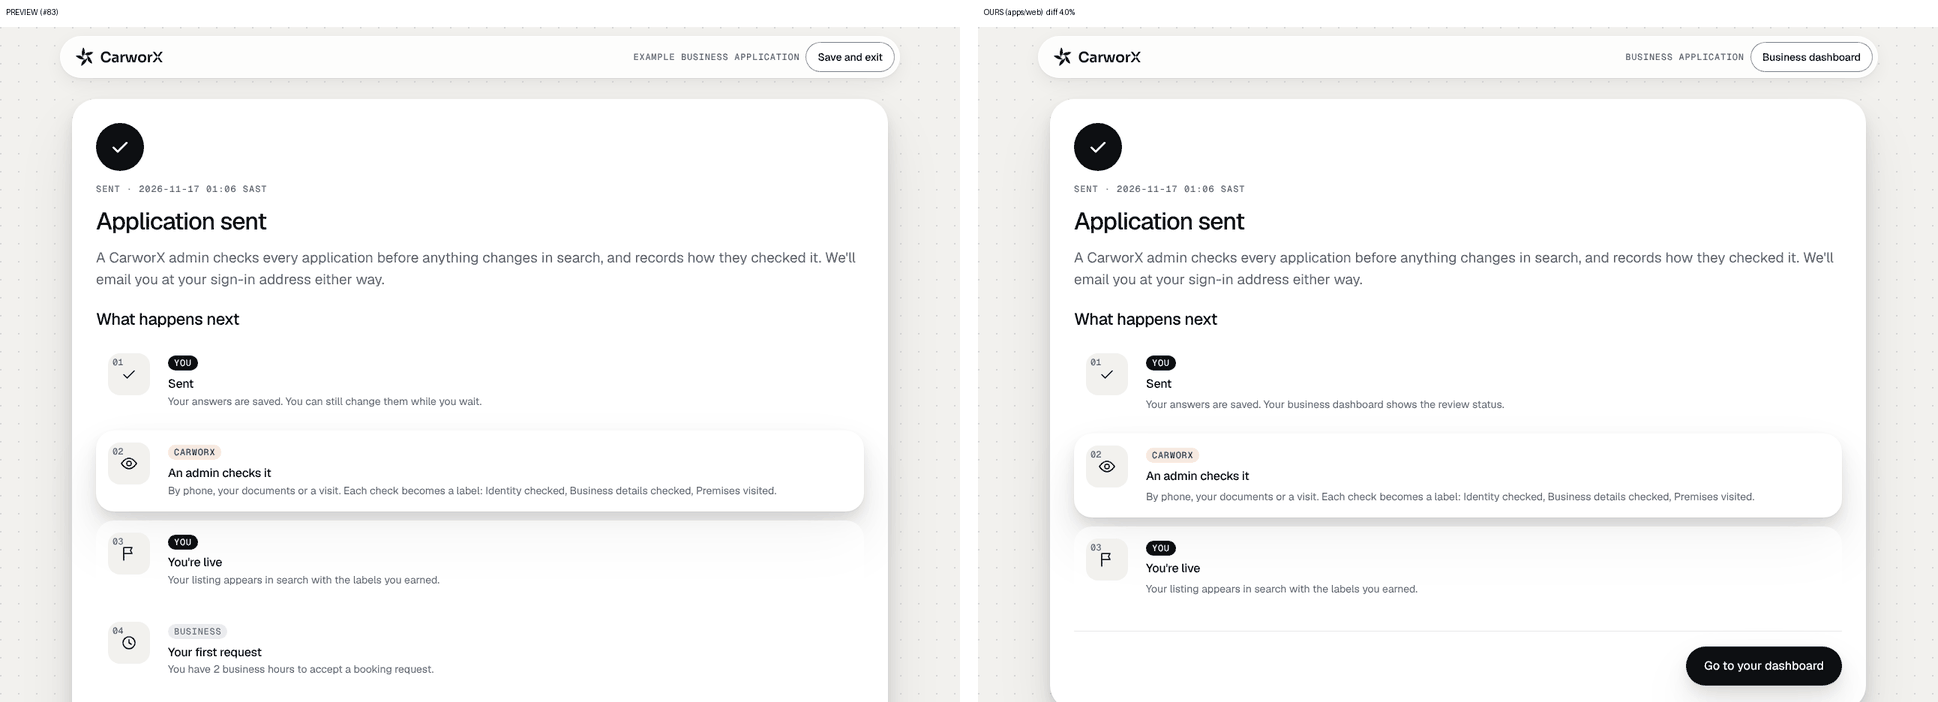 PREVIEW (#83)
CarworX
EXAMPLE BUSINESS APPLICATION
Save and exit
SENT · 2026-11-17 01:06 SAST
Application sent
A CarworX admin checks every application before anything changes in search, and records how they checked it. We'll
email you at your sign-in address either way.
What happens next
01
YOU
Sent
Your answers are saved. You can still change them while you wait.
02
CARWORX
An admin checks it
By phone, your documents or a visit. Each check becomes a label: Identity checked, Business details checked, Premises visited.
03
YOU
You're live
Your listing appears in search with the labels you earned.
04
BUSINESS
Your first request
You have 2 business hours to accept a booking request.
OURS (apps/web) diff 4.0%
CarworX
BUSINESS APPLICATION
Business dashboard
SENT · 2026-11-17 01:06 SAST
Application sent
A CarworX admin checks every application before anything changes in search, and records how they checked it. We'll
email you at your sign-in address either way.
What happens next
01
YOU
Sent
Your answers are saved. Your business dashboard shows the review status.
02
CARWORX
An admin checks it
By phone, your documents or a visit. Each check becomes a label: Identity checked, Business details checked, Premises visited.
03
YOU
You're live
Your listing appears in search with the labels you earned.
Go to your dashboard